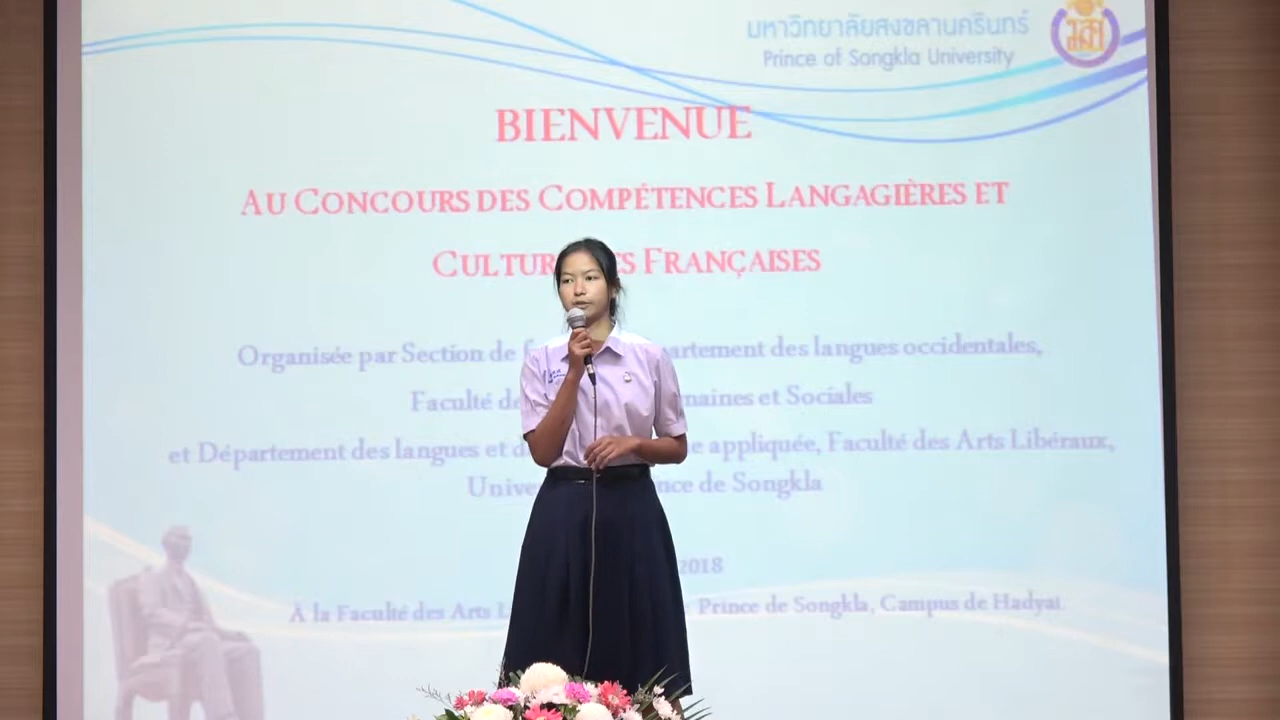 มหาวิทยาลัยสงขลานครินทร์
Prince of Songkla University
BIENVENUE
AU CONCOURS DES COMPÉTENCES LANGAGIÈRES ET
CULTUR ES FRANÇAISES
Organisée par Section de f artement des langues occidentales,
Faculté de maines et Sociales
et Département des langues et d e appliquée, Faculté des Arts Libéraux,
Unive nce de Songkla
2018
À la Faculté des Arts Prince de Songkla, Campus de Hadyai